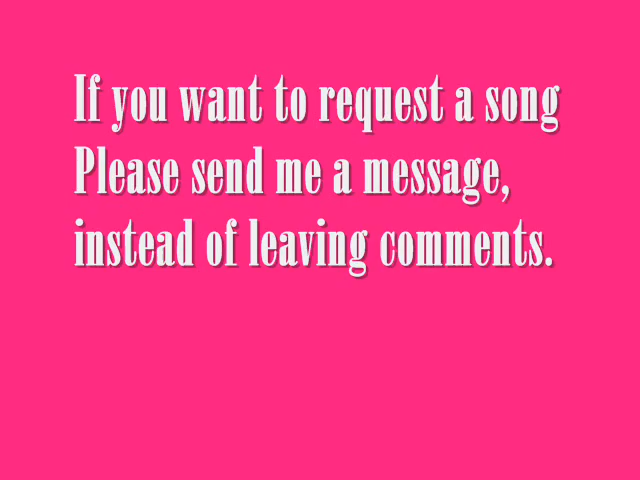 If you want to request a song
Please send me a message,
instead of leaving comments.